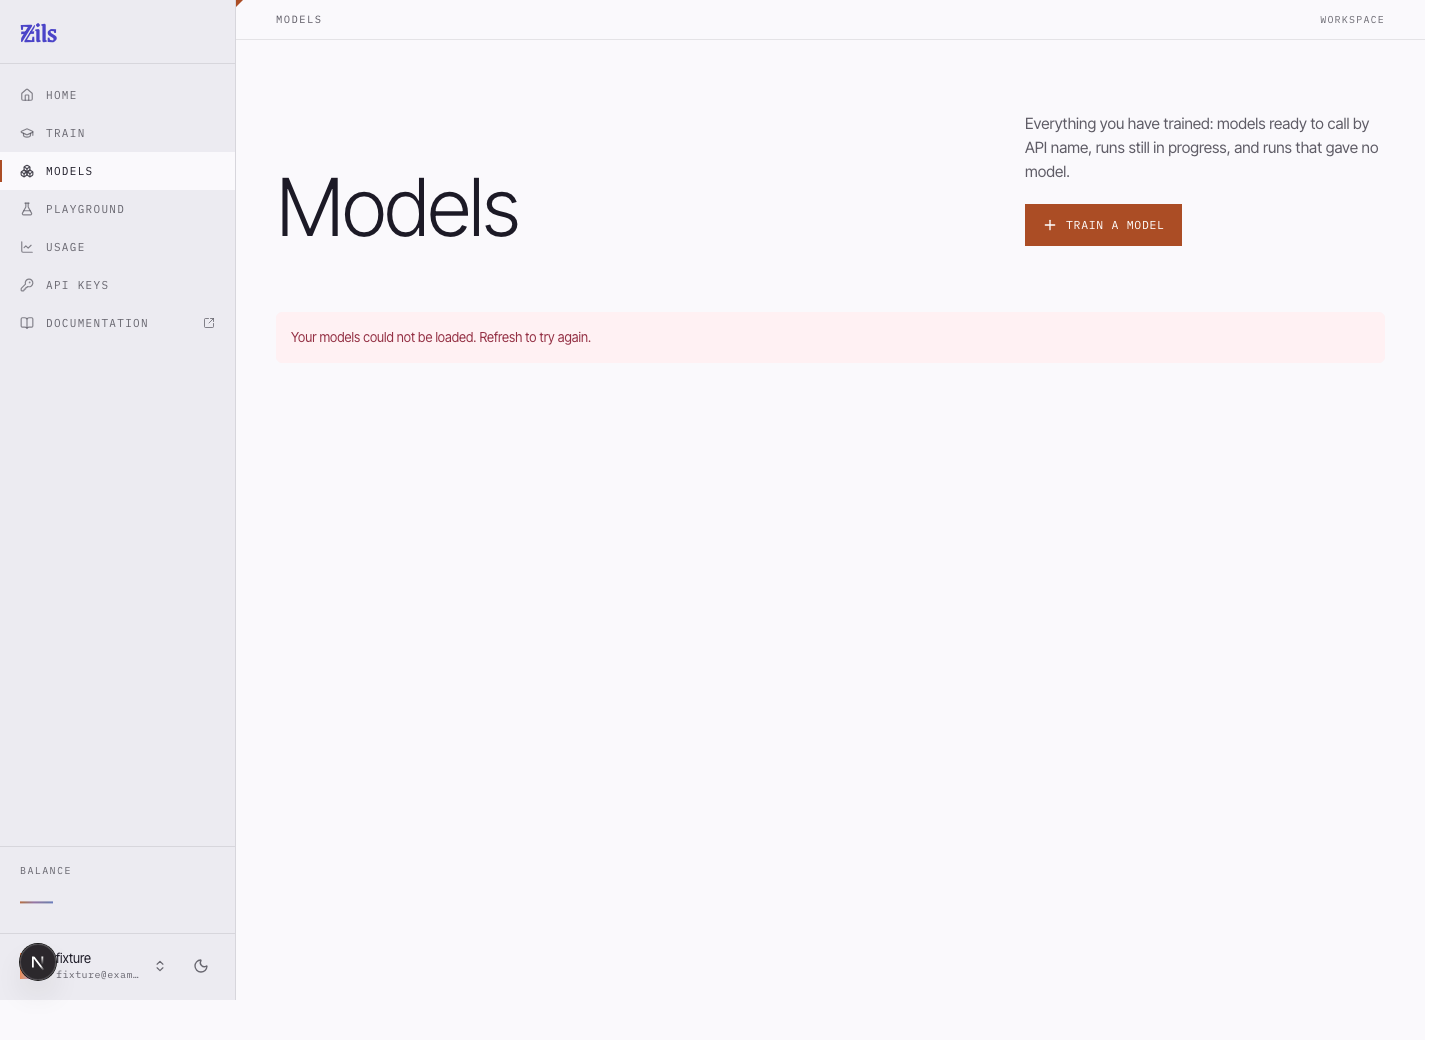 Zils
HOME
TRAIN
MODELS
PLAYGROUND
USAGE
API KEYS
DOCUMENTATION
BALANCE
N
fixture
fixture@exam…
MODELS
WORKSPACE
Models
Everything you have trained: models ready to call by
API name, runs still in progress, and runs that gave no
model.
TRAIN A MODEL
Your models could not be loaded. Refresh to try again.